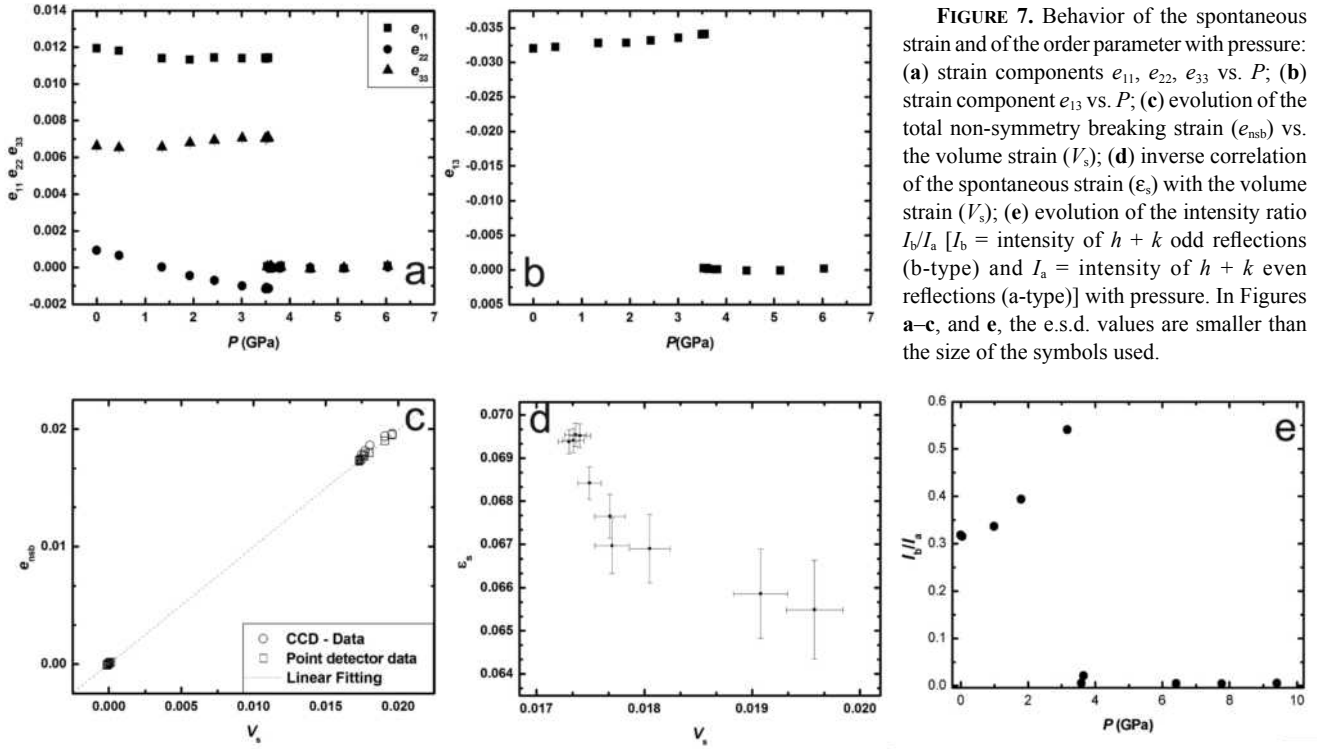 0.014
0.012
0.010
0.008
0.006
0.004
0.002
0.000
-0.002
e₁₁ e₂₂ e₃₃
e₁₁
e₂₂
e₃₃
a
0 1 2 3 4 5 6 7
P (GPa)
-0.035
-0.030
-0.035
-0.020
-0.015
-0.010
-0.005
0.000
0.005
e₁₃
b
0 1 2 3 4 5 6 7
P(GPa)
FIGURE 7. Behavior of the spontaneous
strain and of the order parameter with pressure:
(a) strain components e₁₁, e₂₂, e₃₃ vs. P; (b)
strain component e₁₃ vs. P; (c) evolution of the
total non-symmetry breaking strain (eₙₛb) vs.
the volume strain (Vₛ); (d) inverse correlation
of the spontaneous strain (εₛ) with the volume
strain (Vₛ); (e) evolution of the intensity ratio
Ib/Iₐ [Ib = intensity of h + k odd reflections
(b-type) and Iₐ = intensity of h + k even
reflections (a-type)] with pressure. In Figures
a–c, and e, the e.s.d. values are smaller than
the size of the symbols used.
0.02
0.01
0.00
eₙₛb
c
CCD - Data
Point detector data
Linear Fitting
0.000 0.005 0.010 0.015 0.020
Vₛ
0.070
0.069
0.068
0.067
0.066
0.065
0.064
εₛ
d
0.017 0.018 0.019 0.020
Vₛ
0.6
0.5
0.4
0.3
0.2
0.1
0.0
Ib/Iₐ
e
0 2 4 6 8 10
P (GPa)